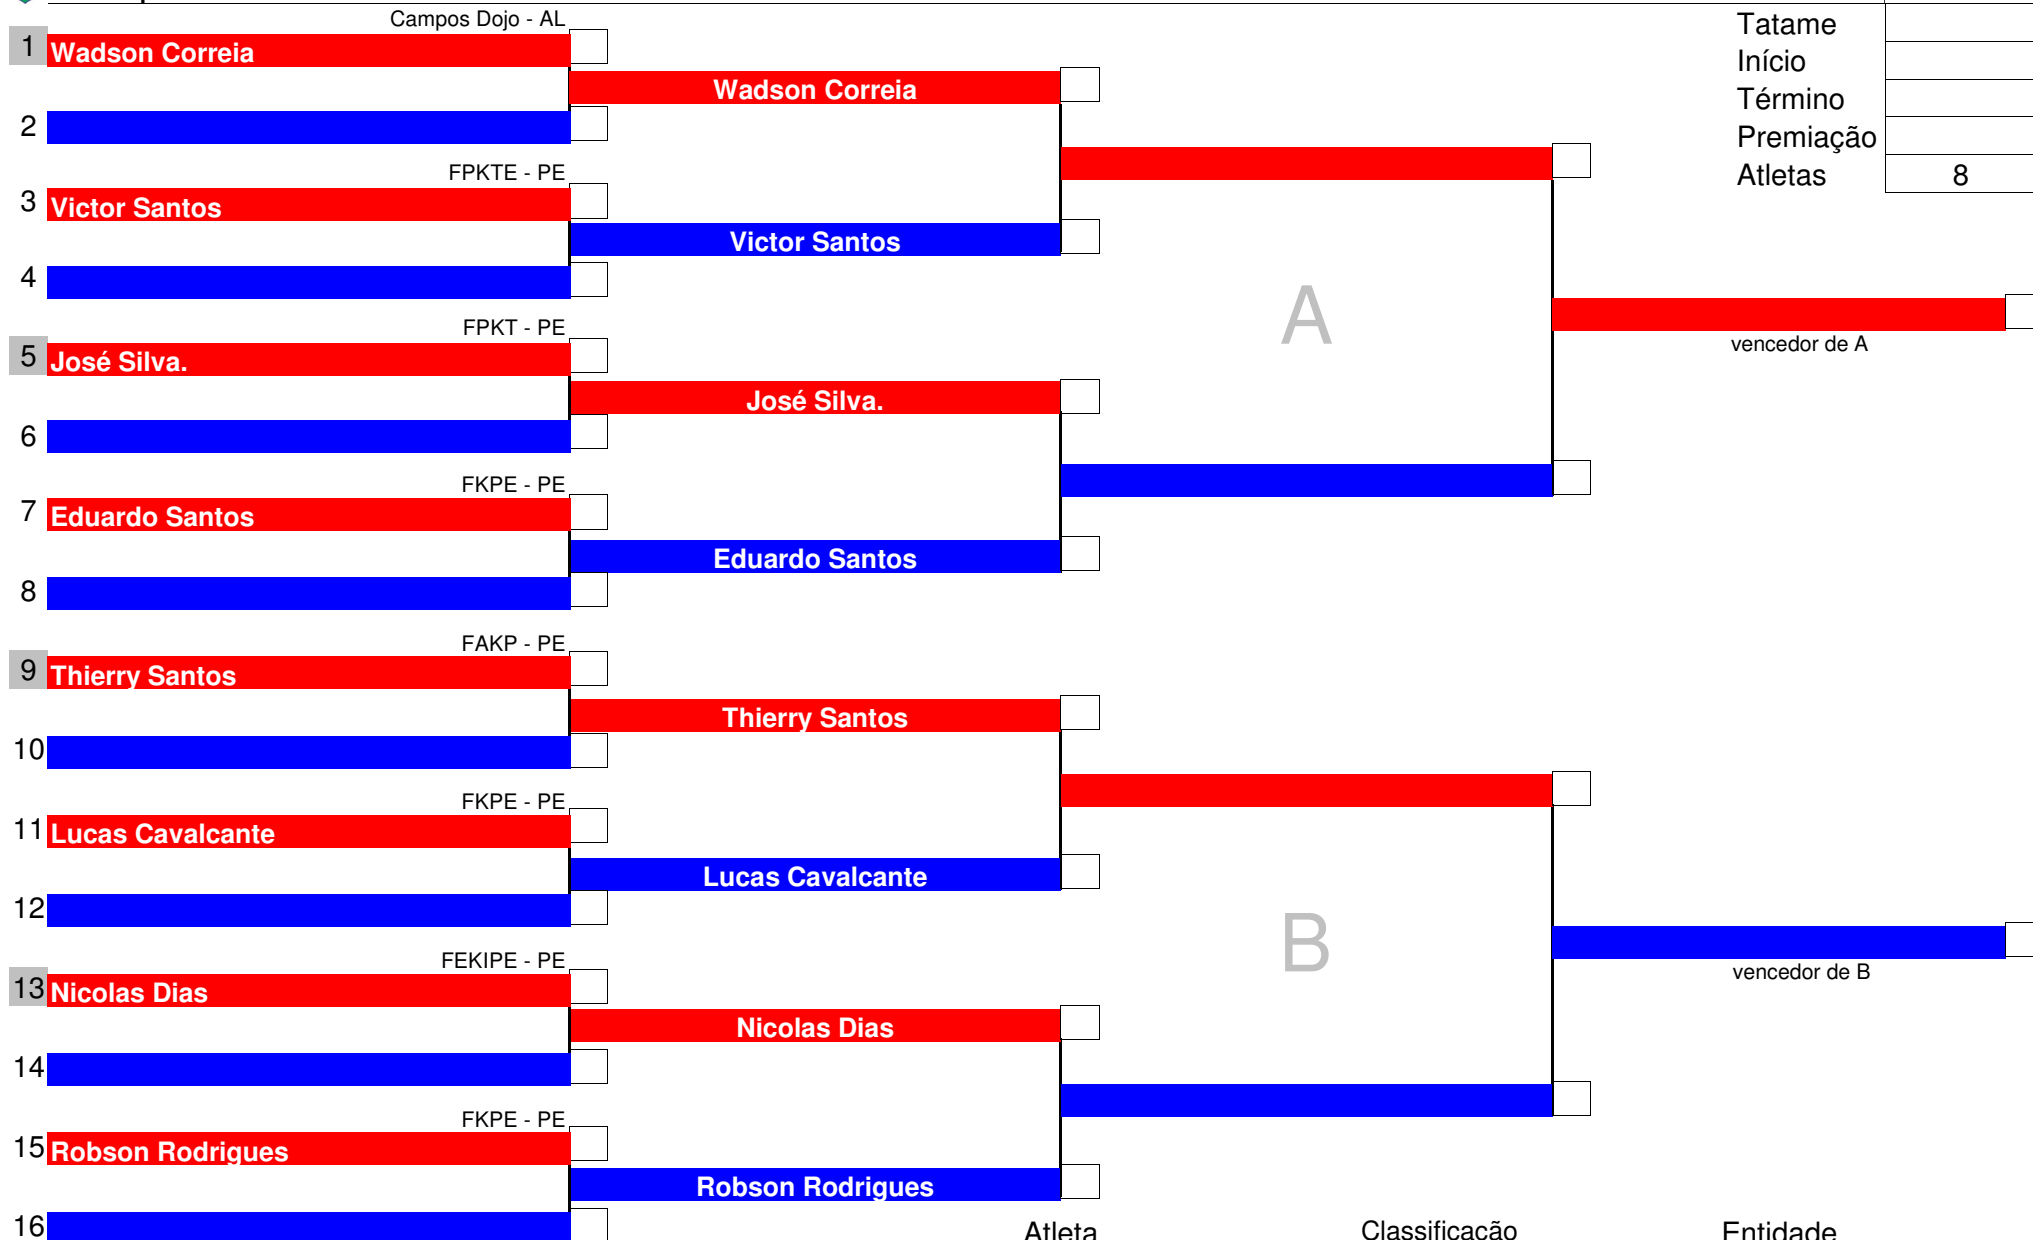 Campos Dojo - AL
Tatame
1 Wadson Correia
Início
Wadson Correia
Término
2
Premiação
FPKTE - PE
Atletas 8
3 Victor Santos
Victor Santos
4
A
FPKT - PE
vencedor de A
5 José Silva.
José Silva.
6
FKPE - PE
7 Eduardo Santos
Eduardo Santos
8
FAKP - PE
9 Thierry Santos
Thierry Santos
10
FKPE - PE
11 Lucas Cavalcante
Lucas Cavalcante
12
B
FEKIPE - PE
vencedor de B
13 Nicolas Dias
Nicolas Dias
14
FKPE - PE
15 Robson Rodrigues
Robson Rodrigues
16
Atleta Classificação Entidade